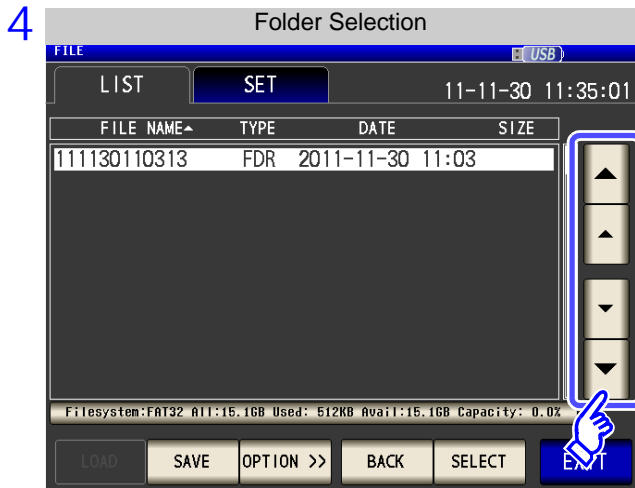 4
Folder Selection
FILE USB
LIST SET 11-11-30 11:35:01
FILE NAME▲ TYPE DATE SIZE
111130110313 FDR 2011-11-30 11:03
Filesystem:FAT32 All:15.1GB Used: 512KB Avail:15.1GB Capacity: 0.0%
LOAD SAVE OPTION >> BACK SELECT EXIT